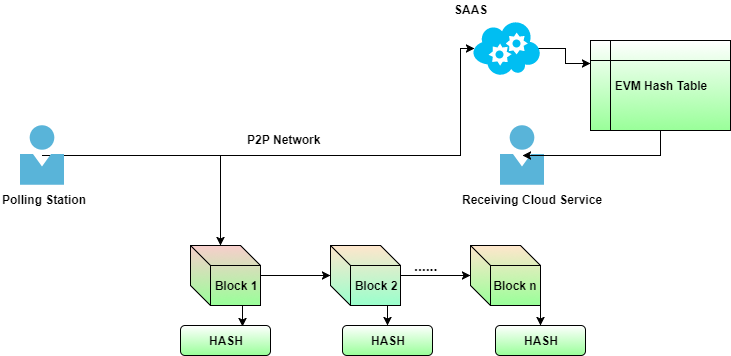 SAAS
EVM Hash Table
P2P Network
Polling Station
Receiving Cloud Service
......
Block 1
Block 2
Block n
HASH
HASH
HASH